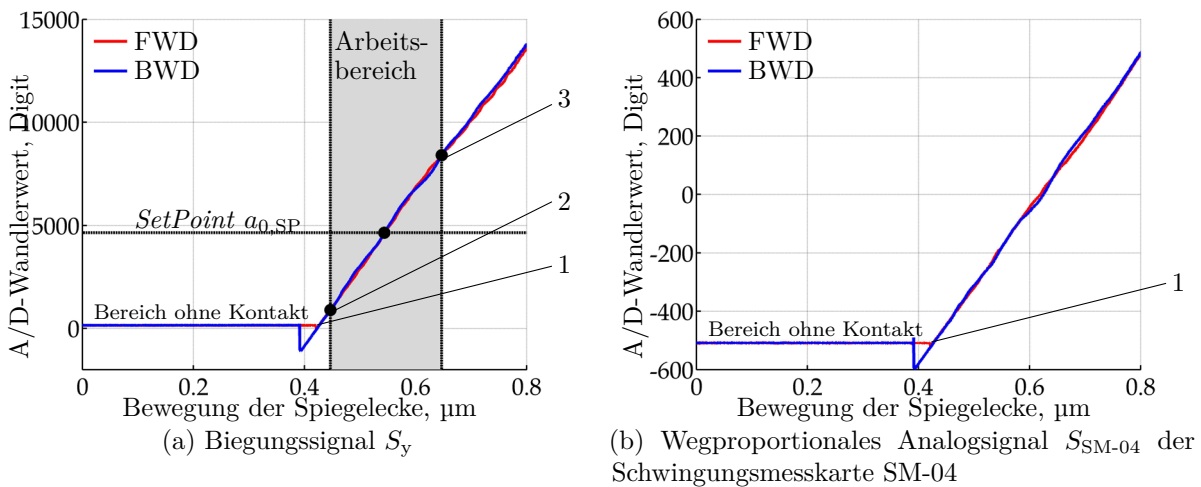 15000
10000
5000
0
A/D-Wandlerwert, Digit
FWD
BWD
Arbeits-
bereich
SetPoint a0,SP
Bereich ohne Kontakt
3
2
1
0
0.2
0.4
0.6
0.8
Bewegung der Spiegelecke, µm
(a) Biegungssignal Sy
600
400
200
0
-200
-400
-600
A/D-Wandlerwert, Digit
FWD
BWD
Bereich ohne Kontakt
1
0
0.2
0.4
0.6
0.8
Bewegung der Spiegelecke, µm
(b) Wegproportionales Analogsignal SSM-04 der
Schwingungsmesskarte SM-04